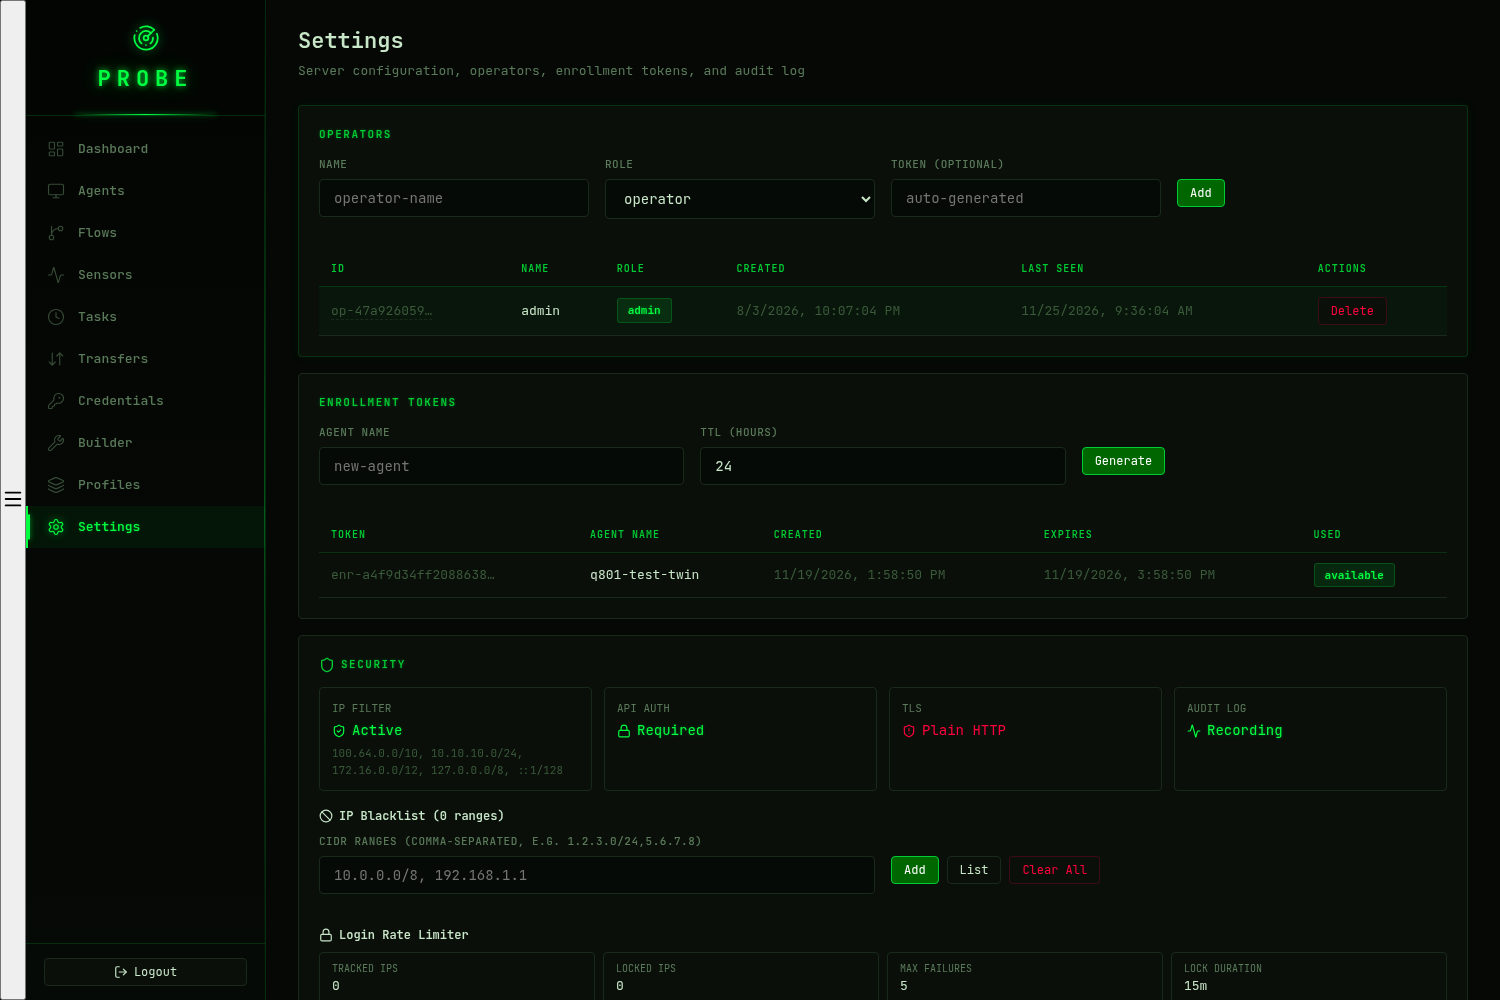 PROBE
Dashboard
Agents
Flows
Sensors
Tasks
Transfers
Credentials
Builder
Profiles
Settings
Logout
Settings
Server configuration, operators, enrollment tokens, and audit log
OPERATORS
NAME ROLE TOKEN (OPTIONAL)
operator-name operator auto-generated Add
ID NAME ROLE CREATED LAST SEEN ACTIONS
op-47a926059… admin admin 8/3/2026, 10:07:04 PM 11/25/2026, 9:36:04 AM Delete
ENROLLMENT TOKENS
AGENT NAME TTL (HOURS)
new-agent 24 Generate
TOKEN AGENT NAME CREATED EXPIRES USED
enr-a4f9d34ff2088638… q801-test-twin 11/19/2026, 1:58:50 PM 11/19/2026, 3:58:50 PM available
SECURITY
IP FILTER API AUTH TLS AUDIT LOG
Active Required Plain HTTP Recording
100.64.0.0/10, 10.10.10.0/24,
172.16.0.0/12, 127.0.0.0/8, ::1/128
IP Blacklist (0 ranges)
CIDR RANGES (COMMA-SEPARATED, E.G. 1.2.3.0/24,5.6.7.8)
10.0.0.0/8, 192.168.1.1 Add List Clear All
Login Rate Limiter
TRACKED IPS LOCKED IPS MAX FAILURES LOCK DURATION
0 0 5 15m